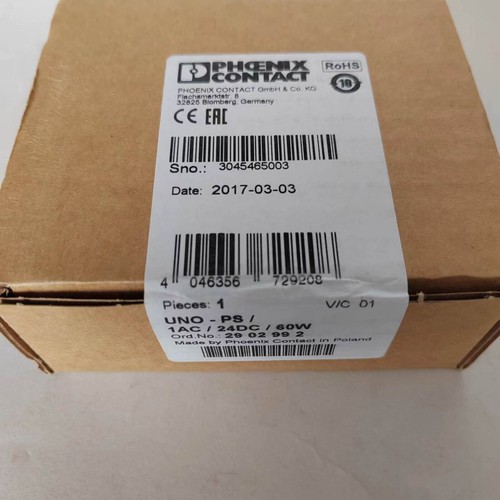 PHŒNIX
CONTACT
RoHS
PHOENIX CONTACT GmbH & Co. KG
Flachsmarktstr. 8
32825 Blomberg, Germany
10
CE EAC
Sno.: 3045465003
Date: 2017-03-03
4 046356 729208
Pieces: 1 V/C 01
UNO - PS /
1AC / 24DC / 60W
Ord.No.: 29 02 99 2
Made by Phoenix Contact in Poland